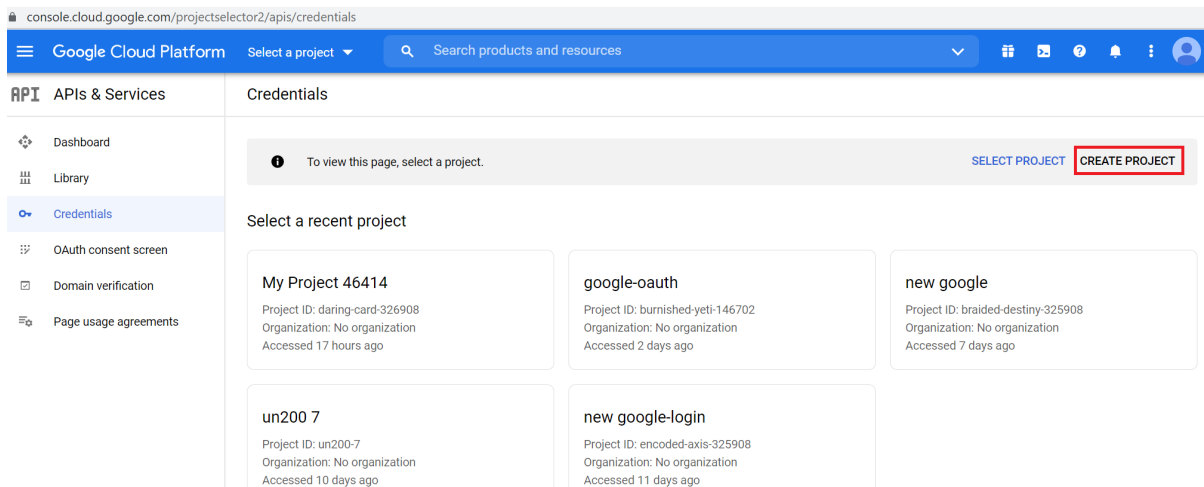 console.cloud.google.com/projectselector2/apis/credentials
Google Cloud Platform Select a project Search products and resources
API APIs & Services Credentials
Dashboard
To view this page, select a project. SELECT PROJECT CREATE PROJECT
Library
Credentials
Select a recent project
OAuth consent screen
Domain verification
Page usage agreements
My Project 46414
Project ID: daring-card-326908
Organization: No organization
Accessed 17 hours ago
google-oauth
Project ID: burnished-yeti-146702
Organization: No organization
Accessed 2 days ago
new google
Project ID: braided-destiny-325908
Organization: No organization
Accessed 7 days ago
un200 7
Project ID: un200-7
Organization: No organization
Accessed 10 days ago
new google-login
Project ID: encoded-axis-325908
Organization: No organization
Accessed 11 days ago